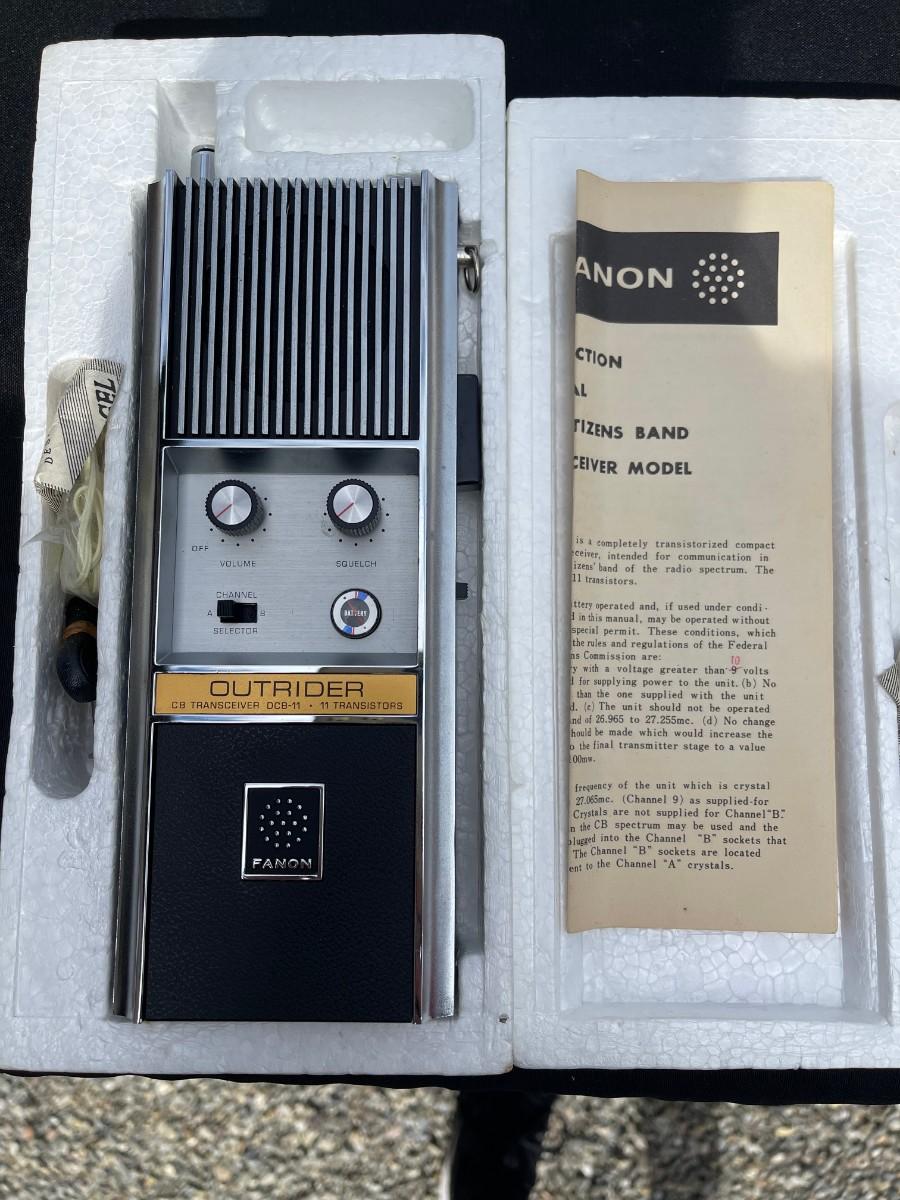 OFF
VOLUME
SQUELCH
CHANNEL
A B
SELECTOR
BATTERY
OUTRIDER
CB TRANSCEIVER DCB-11 • 11 TRANSISTORS
FANON
DES
ANON
CTION
AL
TIZENS BAND
CEIVER MODEL
is a completely transistorized compact
ceiver, intended for communication in
izens' band of the radio spectrum. The
11 transistors.
ttery operated and, if used under condi-
d in this manual, may be operated without
special permit. These conditions, which
the rules and regulations of the Federal
ns Commission are:
10
y with a voltage greater than 9 volts
d for supplying power to the unit. (b) No
than the one supplied with the unit
d. (c) The unit should not be operated
nd of 26.965 to 27.255mc. (d) No change
hould be made which would increase the
o the final transmitter stage to a value
00mw.
frequency of the unit which is crystal
27.065mc. (Channel 9) as supplied-for
Crystals are not supplied for Channel "B."
n the CB spectrum may be used and the
plugged into the Channel "B" sockets that
The Channel "B" sockets are located
ent to the Channel "A" crystals.